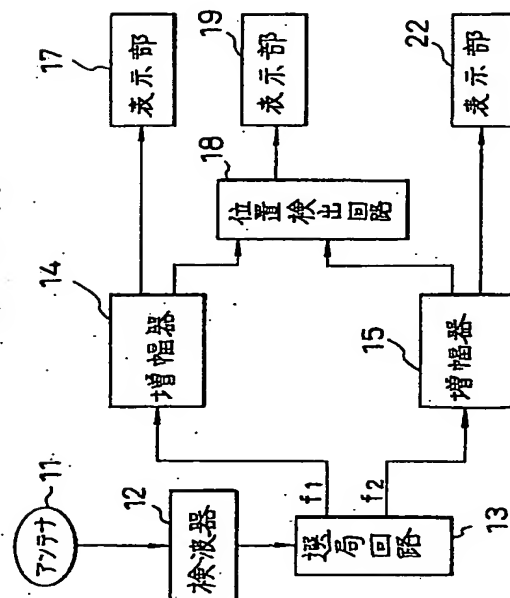 アンテナ
11
検波器
12
選局回路
13
f1
f2
増幅器
14
増幅器
15
位置検出回路
18
表示部
17
表示部
19
表示部
22